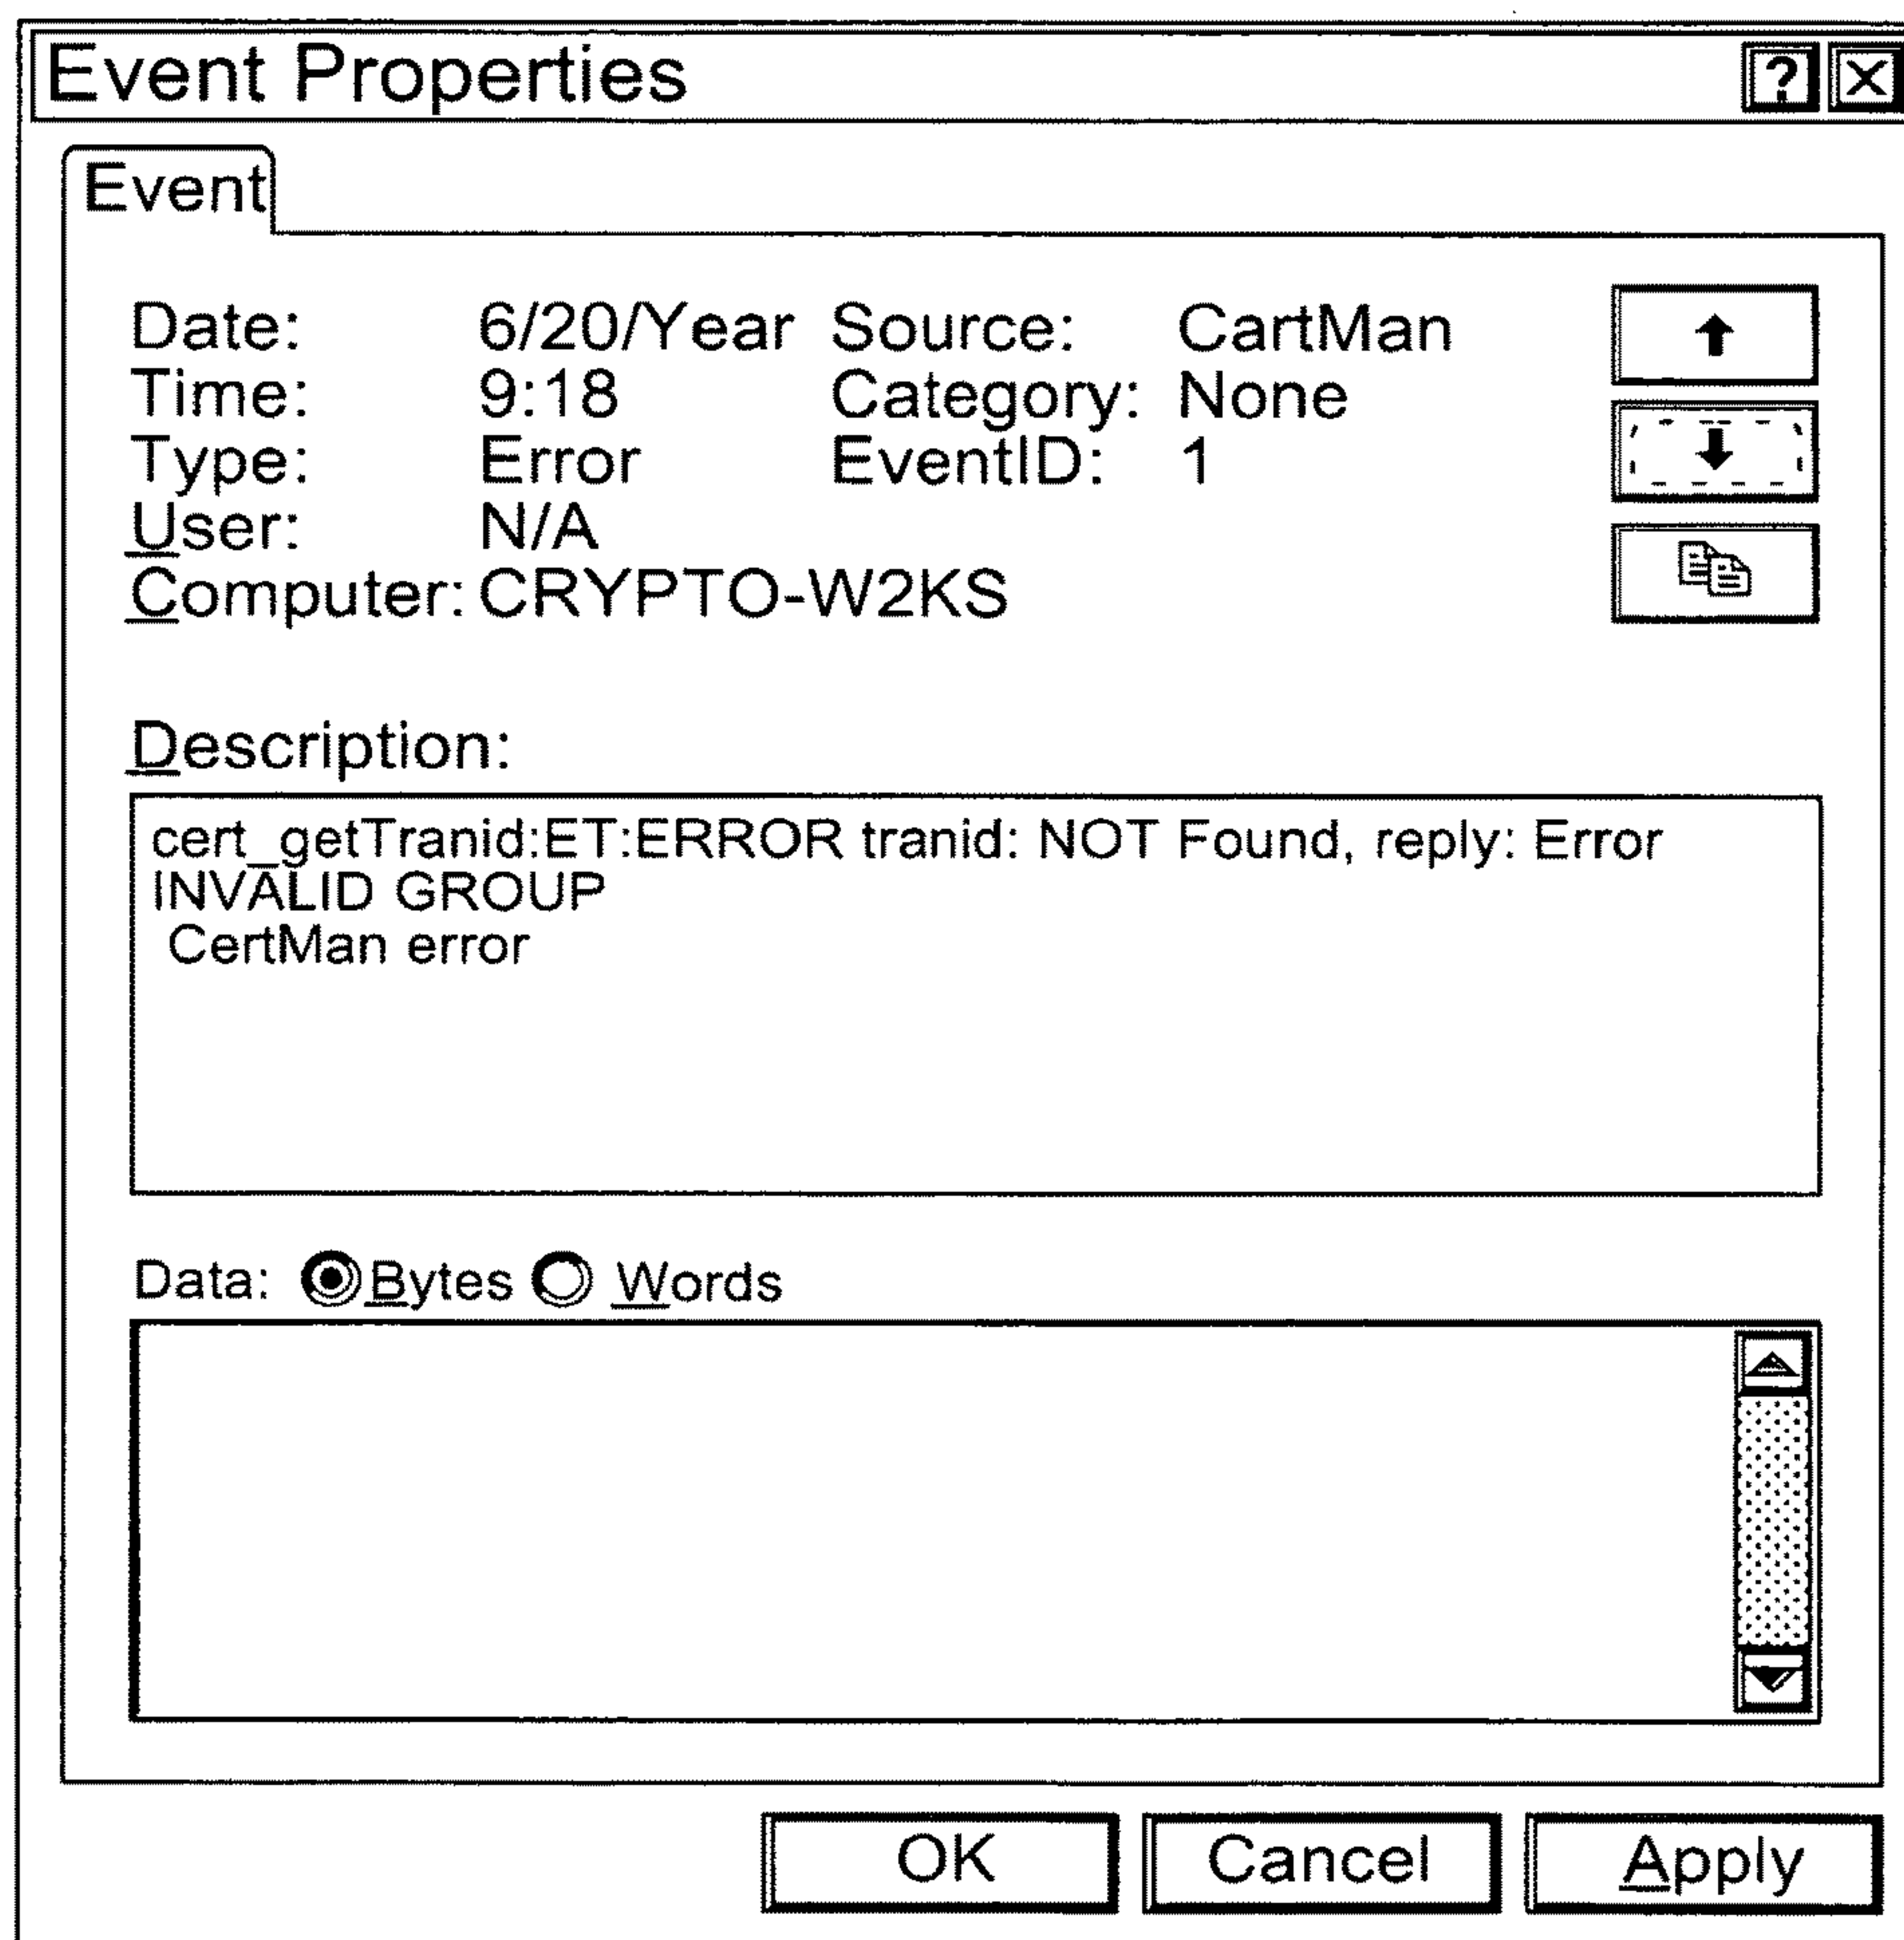 Event Properties ? X
Event
Date: 6/20/Year Source: CartMan
Time: 9:18 Category: None
Type: Error EventID: 1
User: N/A
Computer: CRYPTO-W2KS
Description:
cert_getTranid:ET:ERROR tranid: NOT Found, reply: Error
INVALID GROUP
CertMan error
Data: Bytes Words
OK Cancel Apply